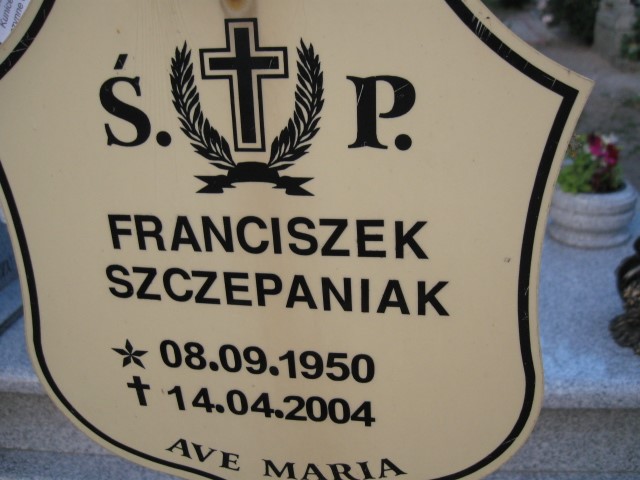 Ś. P.
FRANCISZEK
SZCZEPANIAK
08.09.1950
14.04.2004
AVE MARIA